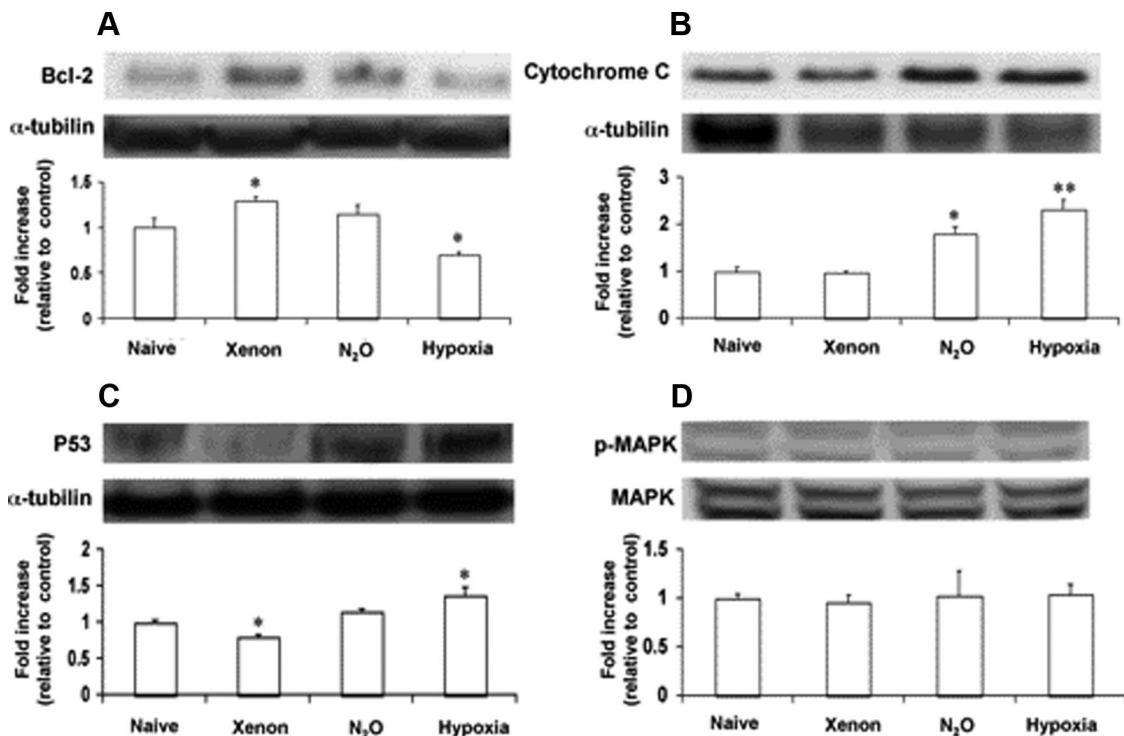 A
Bcl-2
α-tubilin
Fold increase
(relative to control)
1.5
1
0.5
0
*
*
Naive Xenon N₂O Hypoxia
B
Cytochrome C
α-tubilin
Fold increase
(relative to control)
3
2
1
0
*
**
Naive Xenon N₂O Hypoxia
C
P53
α-tubilin
Fold increase
(relative to control)
2
1.5
1
0.5
0
*
*
Naive Xenon N₂O Hypoxia
D
p-MAPK
MAPK
Fold increase
(relative to control)
1.5
1
0.5
0
Naive Xenon N₂O Hypoxia